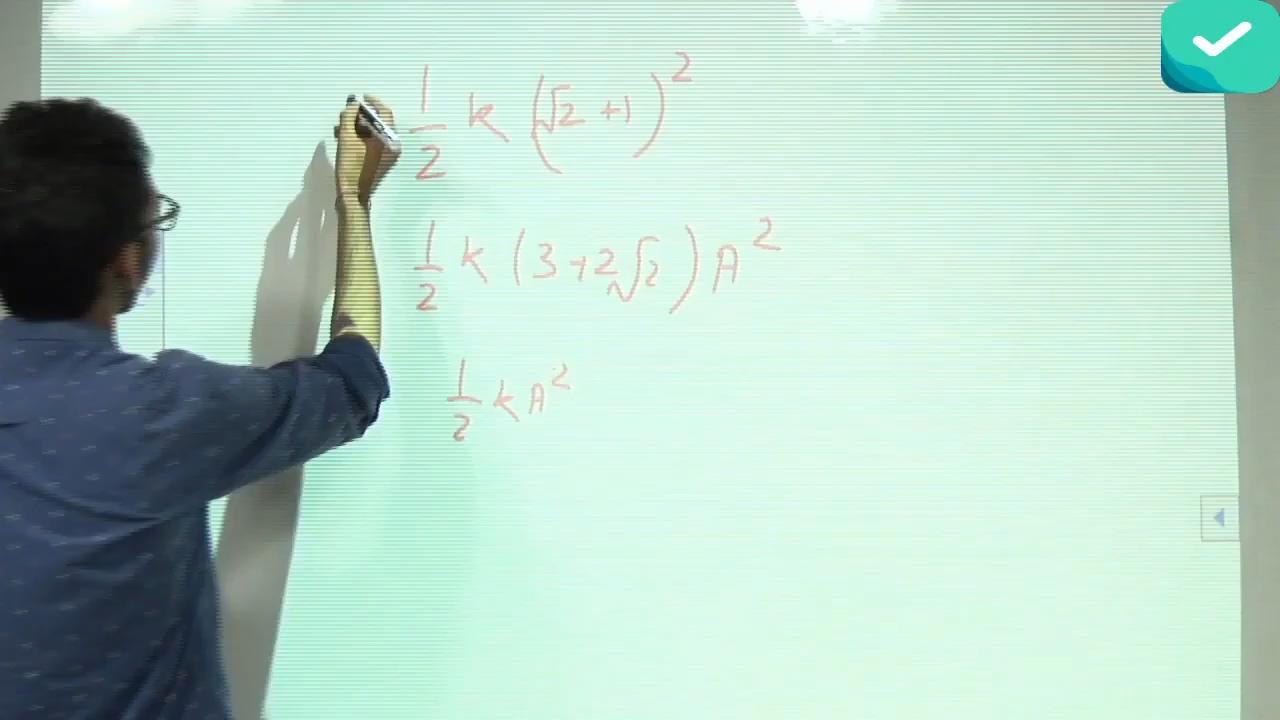 1/2 k (√2 + 1)²
1/2 k (3 + 2√2) A²
1/2 k A²